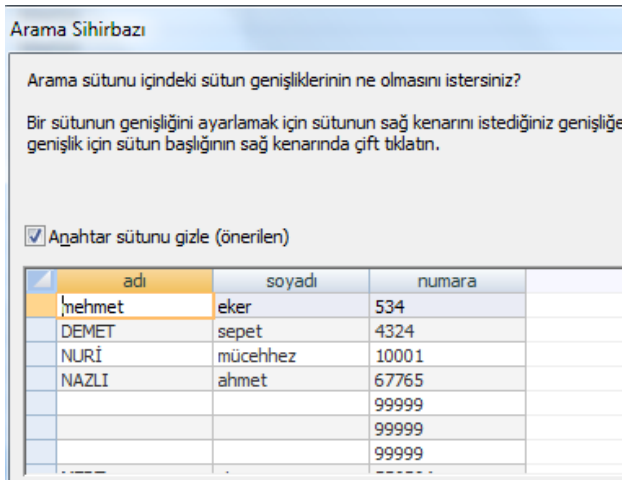 Arama Sihirbazı
Arama sütunu içindeki sütun genişliklerinin ne olmasını istersiniz?
Bir sütunun genişliğini ayarlamak için sütunun sağ kenarını istediğiniz
genişlik için sütun başlığının sağ kenarında çift tıklatın.
Anahtar sütunu gizle (önerilen)
adı soyadı numara
mehmet eker 534
DEMET sepet 4324
NURİ mücehhez 10001
NAZLI ahmet 67765
99999
99999
99999